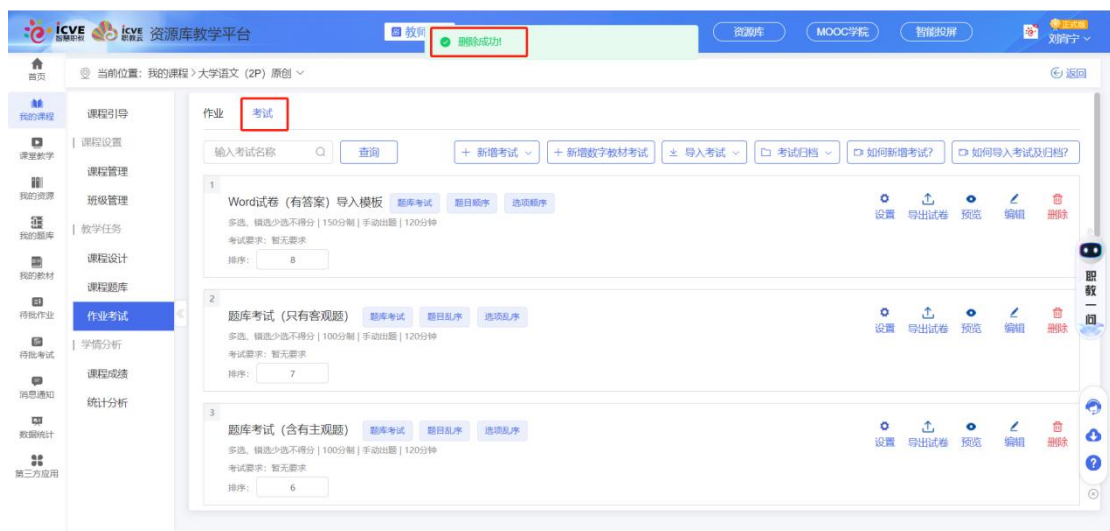 icve 智慧职教 icve 职教云 资源库教学平台
教师
删除成功!
资源库 MOOC学院 智能投屏
正式版
刘向宁
首页
当前位置: 我的课程 > 大学语文 (2P) 原创
返回
我的课程
课堂教学
我的资源
我的题库
我的教材
待批作业
待批考试
消息通知
数据统计
第三方应用
课程引导
课程设置
课程管理
班级管理
教学任务
课程设计
课程题库
作业考试
学情分析
课程成绩
统计分析
作业 考试
输入考试名称 查询 + 新增考试 + 新增数字教材考试 导入考试 考试归档 如何新增考试? 如何导入考试及归档?
1
Word试卷 (有答案) 导入模板 题库考试 题目顺序 选项顺序
多选、错选少选不得分 | 150分制 | 手动出题 | 120分钟
考试要求: 暂无要求
排序: 8
设置 导出试卷 预览 编辑 删除
2
题库考试 (只有客观题) 题库考试 题目乱序 选项乱序
多选、错选少选不得分 | 100分制 | 手动出题 | 120分钟
考试要求: 暂无要求
排序: 7
设置 导出试卷 预览 编辑 删除
3
题库考试 (含有主观题) 题库考试 题目乱序 选项乱序
多选、错选少选不得分 | 100分制 | 手动出题 | 120分钟
考试要求: 暂无要求
排序: 6
设置 导出试卷 预览 编辑 删除
职教一问